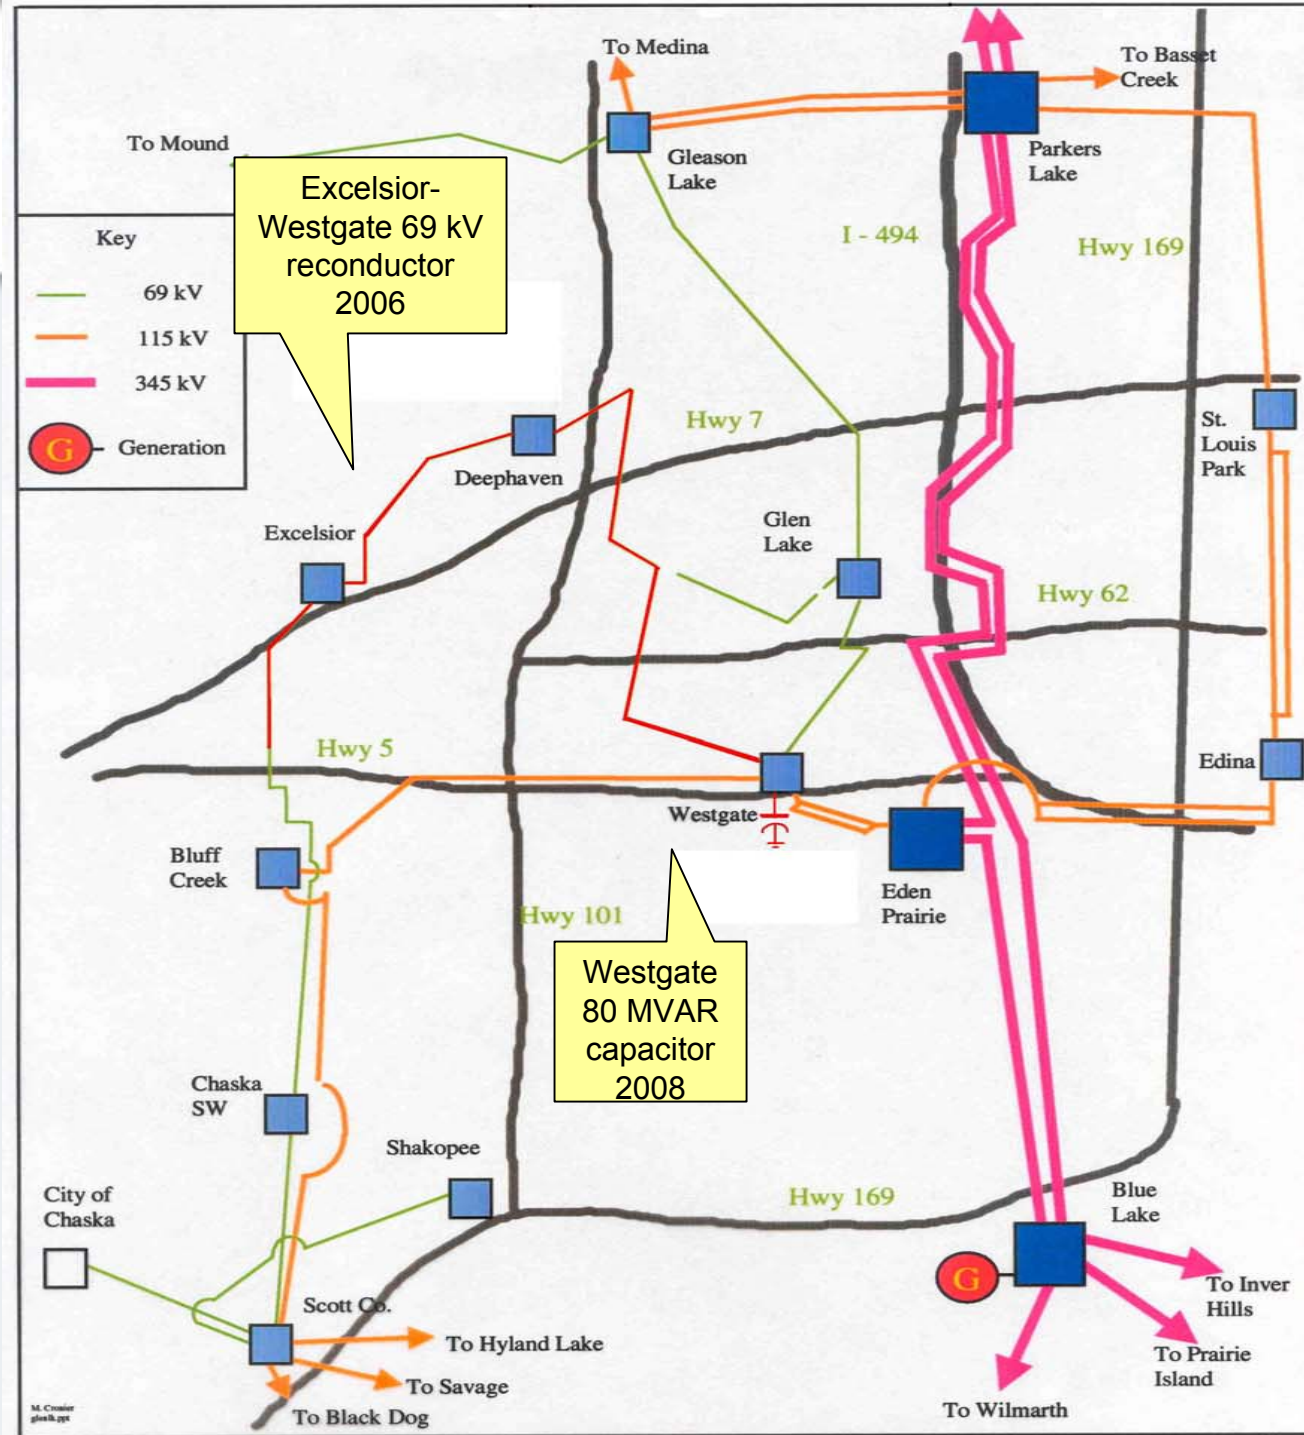 To Medina
To Basset
Creek
To Mound
Gleason
Lake
Parkers
Lake
Excelsior-
Westgate 69 kV
reconductor
2006
Key
69 kV
115 kV
345 kV
G
Generation
I - 494
Hwy 169
Hwy 7
St.
Louis
Park
Deephaven
Excelsior
Glen
Lake
Hwy 62
Hwy 5
Edina
Westgate
Bluff
Creek
Eden
Prairie
Hwy 101
Westgate
80 MVAR
capacitor
2008
Chaska
SW
Shakopee
City of
Chaska
Hwy 169
Blue
Lake
G
Scott Co.
To Inver
Hills
To Hyland Lake
To Prairie
Island
To Savage
To Wilmarth
To Black Dog
M. Cronier
glenlk.ppt